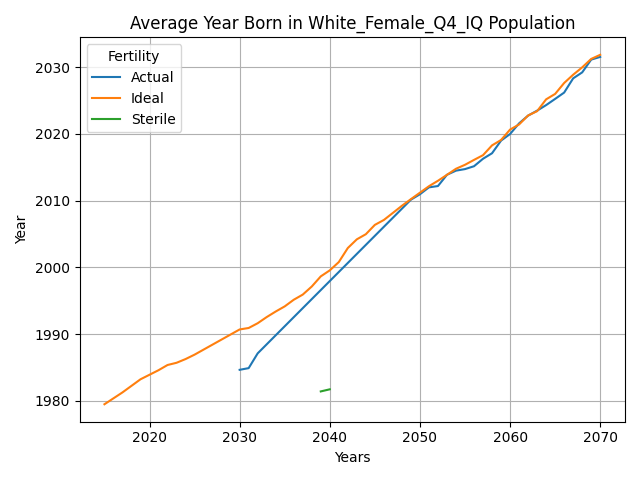 Average Year Born in White_Female_Q4_IQ Population
Fertility
Actual
Ideal
Sterile
Year
2030
2020
2010
2000
1990
1980
2020 2030 2040 2050 2060 2070
Years